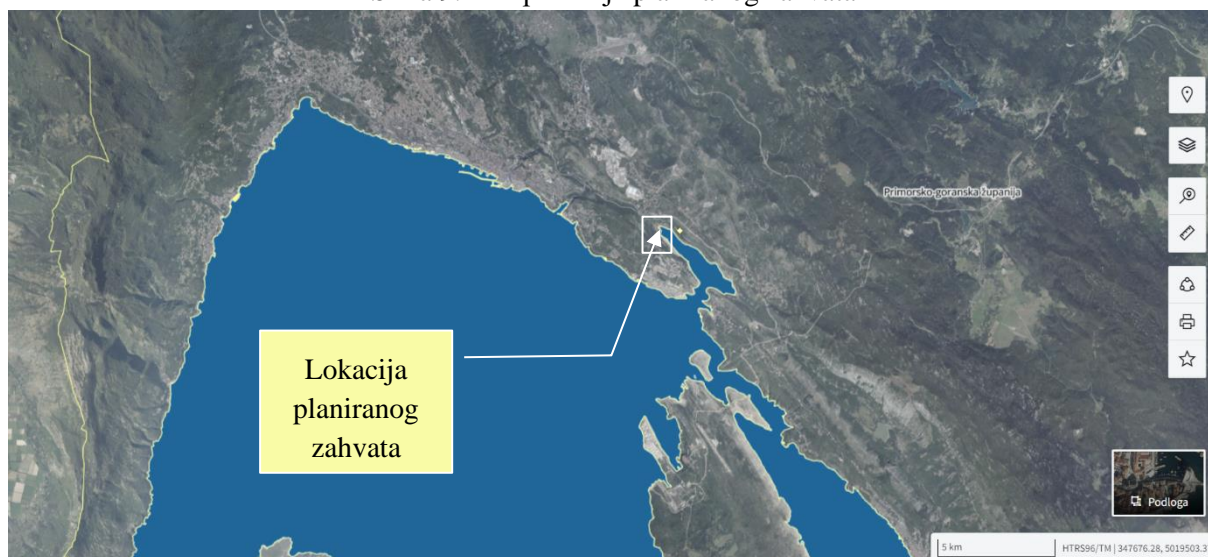 Primorsko-goranska županija
Lokacija
planiranog
zahvata
Podloga
5 km
HTRS96/TM | 347676.28, 5019503.3